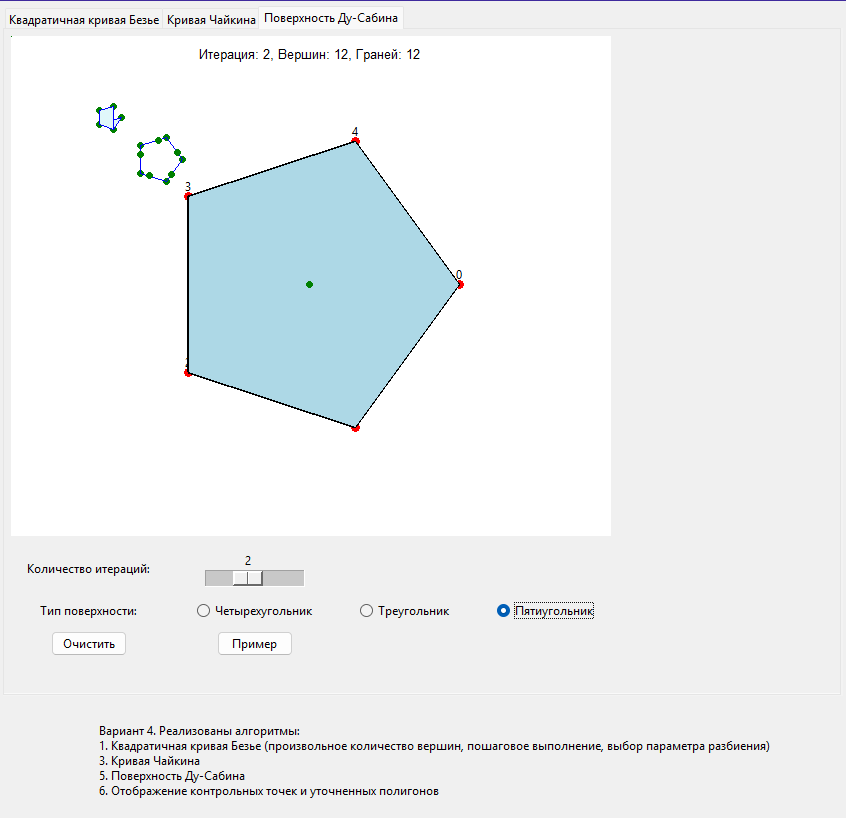 Квадратичная кривая Безье Кривая Чайкина Поверхность Ду-Сабина
Итерация: 2, Вершин: 12, Граней: 12
4
3
0
Количество итераций:
2
Тип поверхности:
Четырехугольник
Треугольник
Пятиугольник
Очистить
Пример
Вариант 4. Реализованы алгоритмы:
1. Квадратичная кривая Безье (произвольное количество вершин, пошаговое выполнение, выбор параметра разбиения)
3. Кривая Чайкина
5. Поверхность Ду-Сабина
6. Отображение контрольных точек и уточненных полигонов